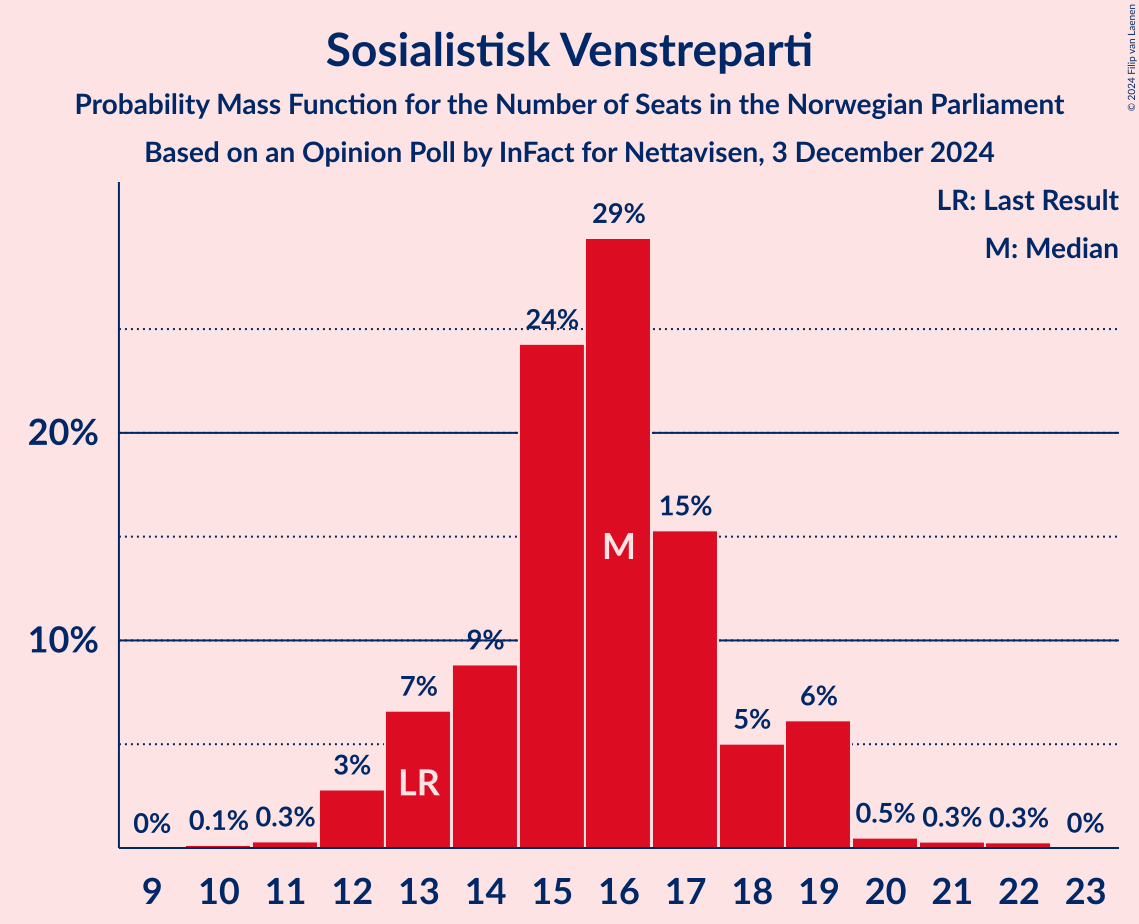 Sosialistisk Venstreparti
Probability Mass Function for the Number of Seats in the Norwegian Parliament
Based on an Opinion Poll by InFact for Nettavisen, 3 December 2024
© 2024 Filip van Laenen
LR: Last Result
M: Median
20%
10%
0%
0.1%
0.3%
3%
7%
9%
24%
29%
15%
5%
6%
0.5%
0.3%
0.3%
0%
LR
M
9 10 11 12 13 14 15 16 17 18 19 20 21 22 23